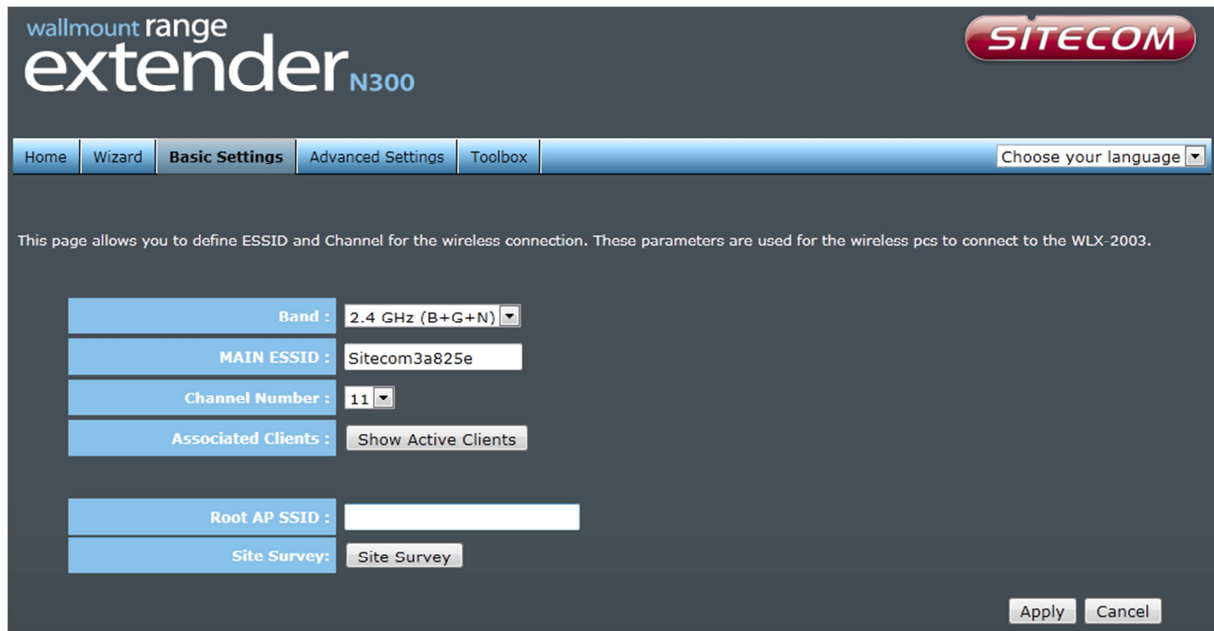 wallmount range
extender N300
SITECOM
Home Wizard Basic Settings Advanced Settings Toolbox Choose your language
This page allows you to define ESSID and Channel for the wireless connection. These parameters are used for the wireless pcs to connect to the WLX-2003.
Band : 2.4 GHz (B+G+N)
MAIN ESSID : Sitecom3a825e
Channel Number : 11
Associated Clients : Show Active Clients
Root AP SSID :
Site Survey: Site Survey
Apply Cancel